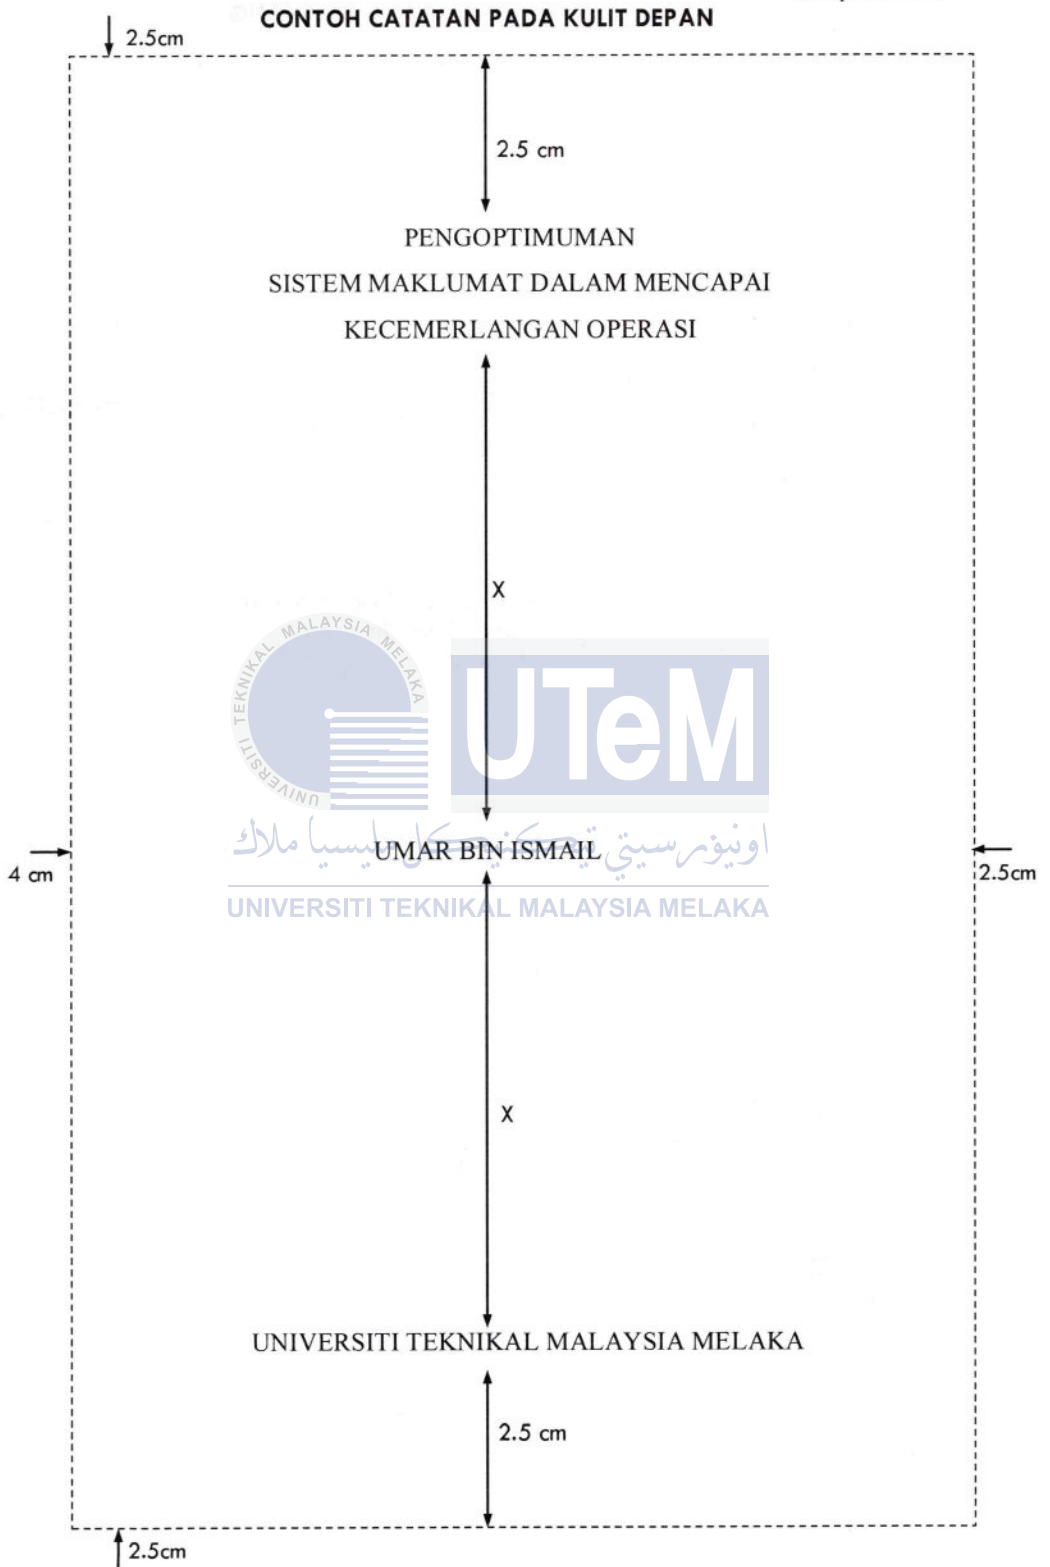 CONTOH CATATAN PADA KULIT DEPAN
2.5cm
2.5 cm
PENGOPTIMUMAN
SISTEM MAKLUMAT DALAM MENCAPAI
KECEMERLANGAN OPERASI
X
UNIVERSITI TEKNIKAL MALAYSIA MELAKA
UTeM
اونيۏرسيتي تيكنيكل مليسيا ملاك
UMAR BIN ISMAIL
4 cm
2.5cm
UNIVERSITI TEKNIKAL MALAYSIA MELAKA
X
UNIVERSITI TEKNIKAL MALAYSIA MELAKA
2.5 cm
2.5cm